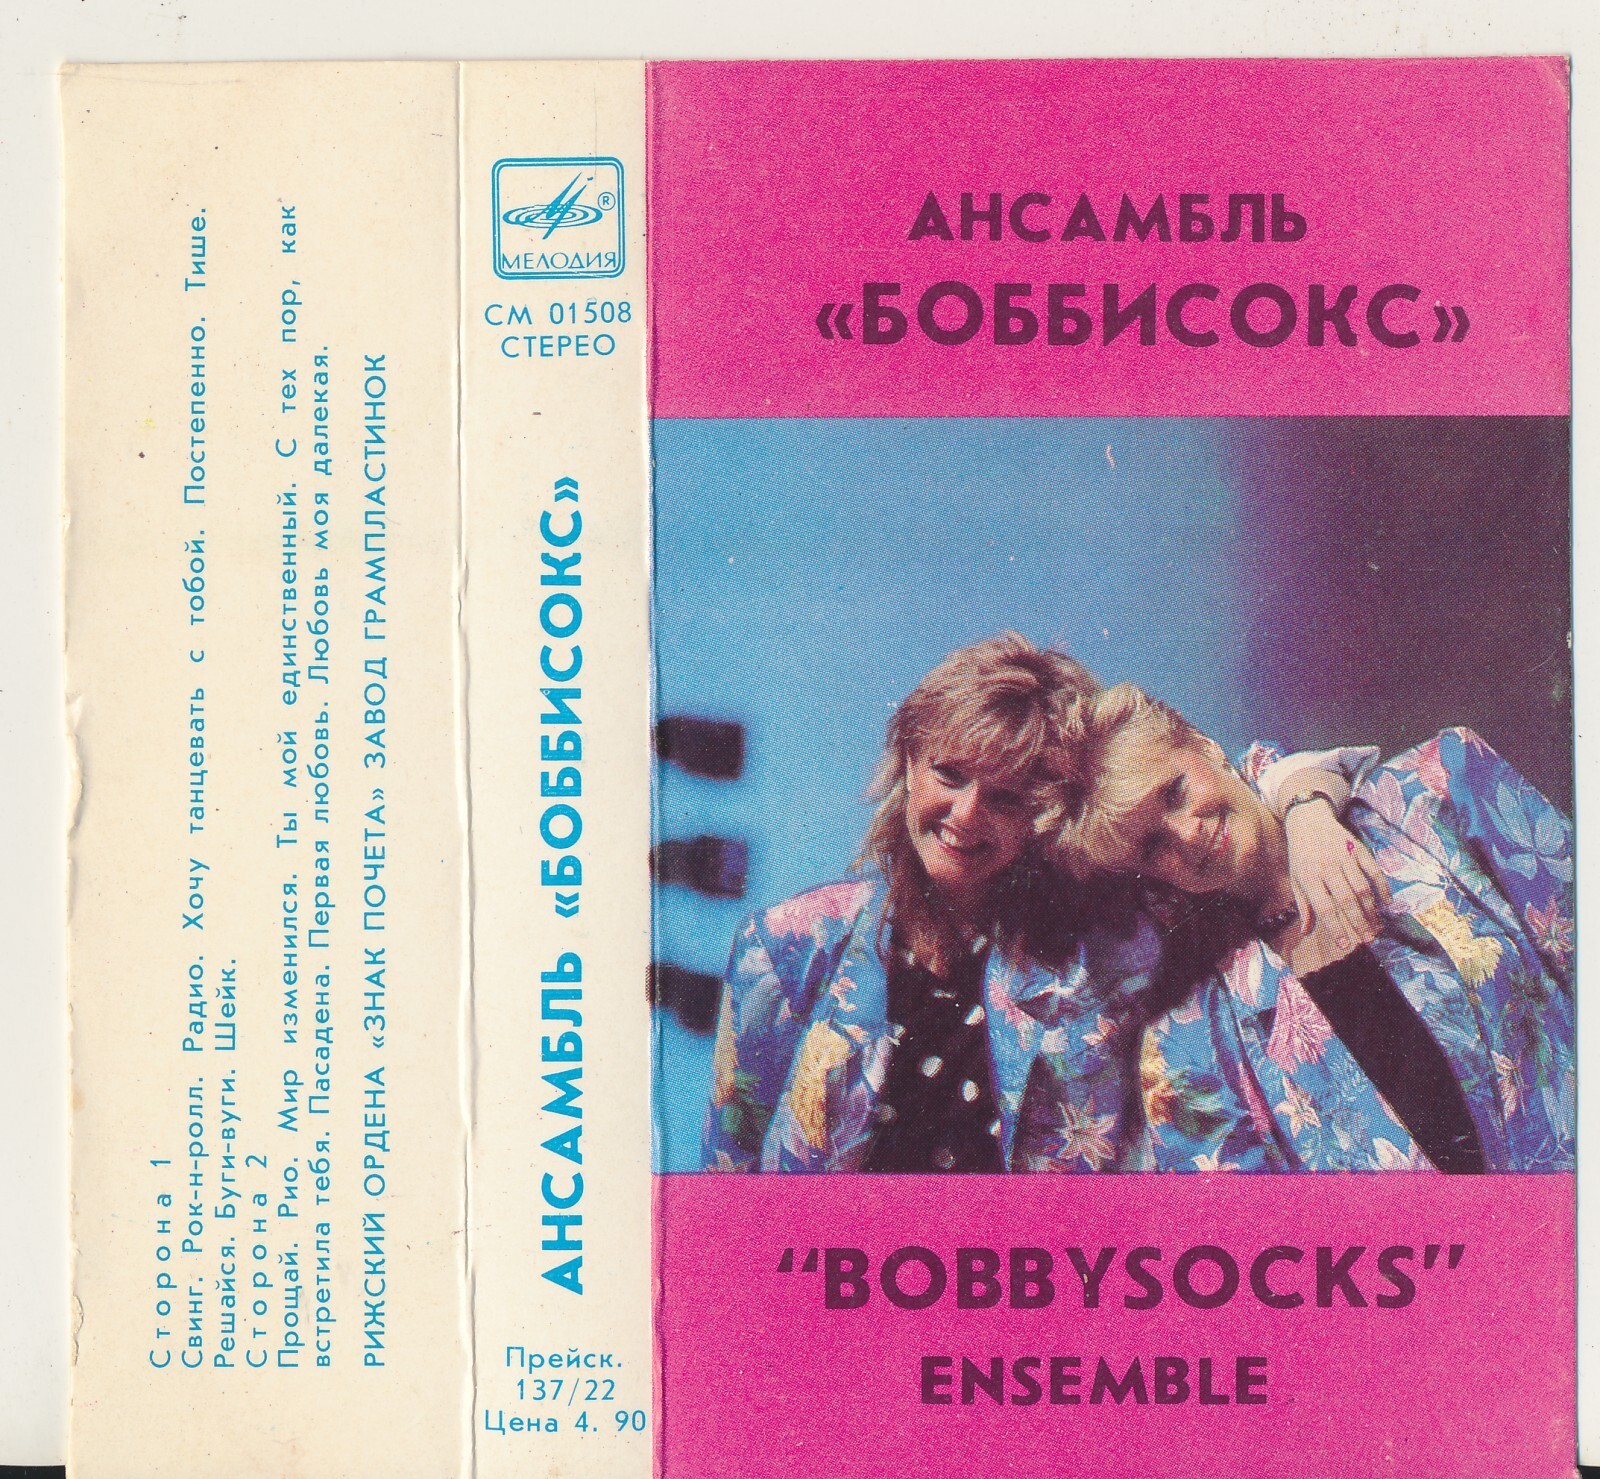 Сторона 1
Свинг. Рок-н-ролл. Радио. Хочу танцевать с тобой. Постепенно. Тише.
Решайся. Буги-вуги. Шейк.
Сторона 2
Прощай. Рио. Мир изменился. Ты мой единственный. С тех пор, как
встретила тебя. Пасадена. Первая любовь. Любовь моя далекая.
РИЖСКИЙ ОРДЕНА «ЗНАК ПОЧЕТА» ЗАВОД ГРАМПЛАСТИНОК
®
МЕЛОДИЯ
СМ 01508
СТЕРЕО
АНСАМБЛЬ «БОББИСОКС»
Прейск.
137/22
Цена 4. 90
АНСАМБЛЬ
«БОББИСОКС»
“BOBBYSOCKS”
ENSEMBLE